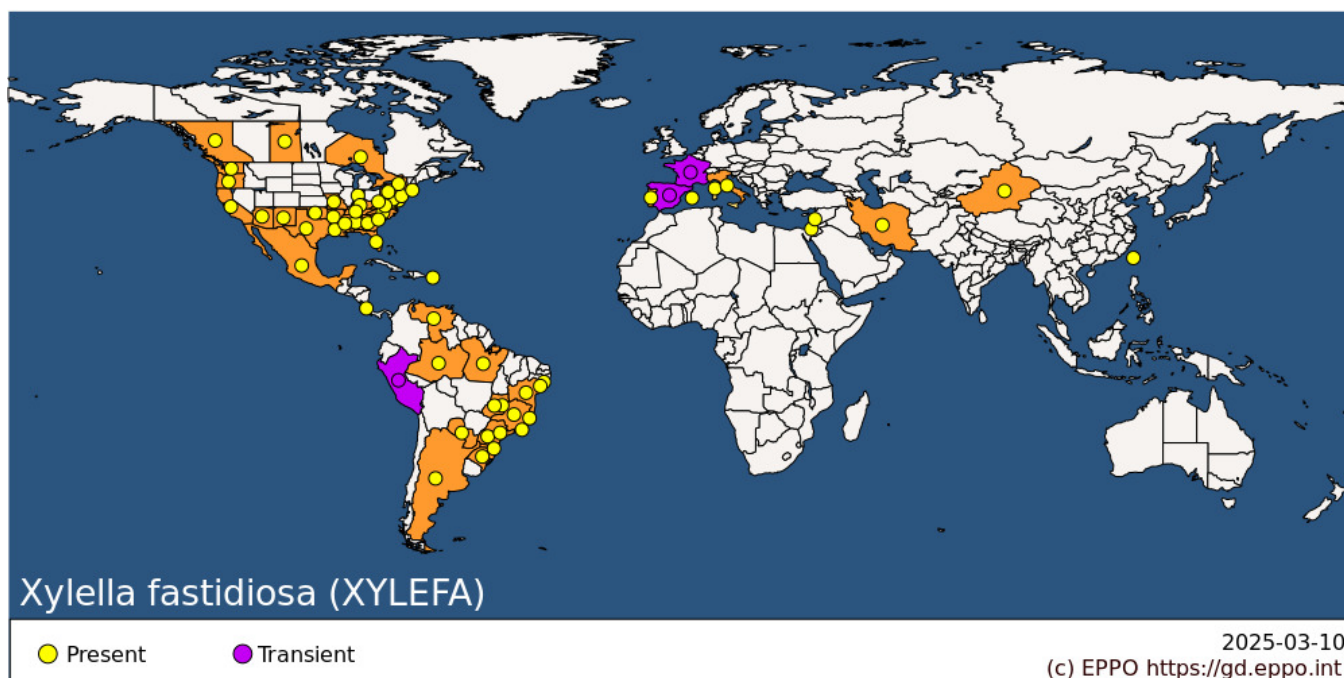 Xylella fastidiosa (XYLEFA)
Present
Transient
2025-03-10
(c) EPPO https://gd.eppo.int